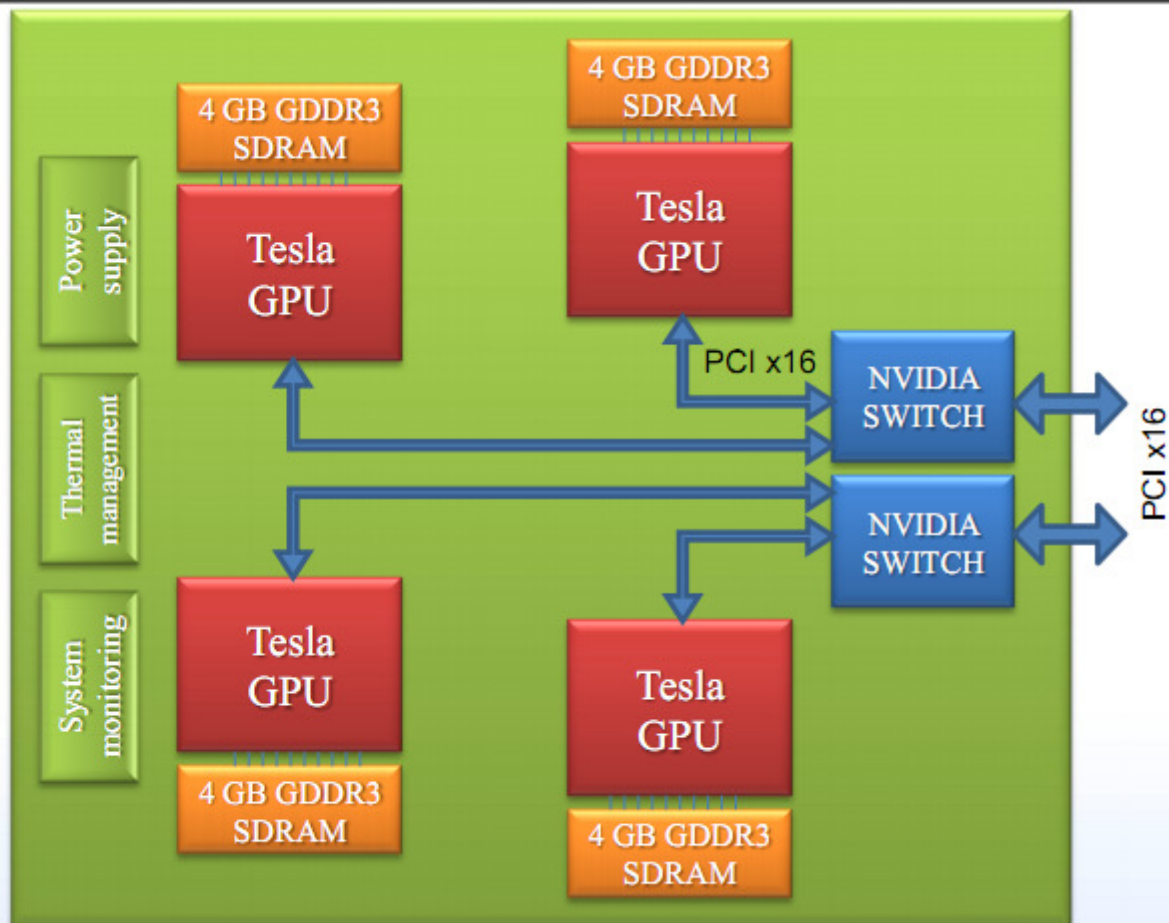 4 GB GDDR3
SDRAM
4 GB GDDR3
SDRAM
Power
supply
Tesla
GPU
Tesla
GPU
PCI x16
NVIDIA
SWITCH
Thermal
management
PCI x16
NVIDIA
SWITCH
System
monitoring
Tesla
GPU
Tesla
GPU
4 GB GDDR3
SDRAM
4 GB GDDR3
SDRAM